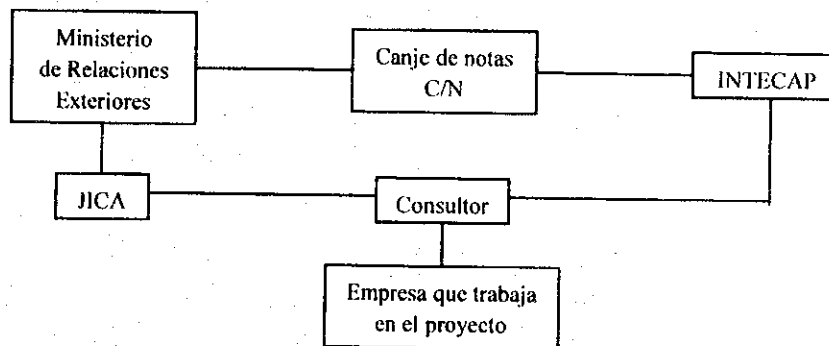 Ministerio
de Relaciones
Exteriores
Canje de notas
C/N
INTECAP
JICA
Consultor
Empresa que trabaja
en el proyecto